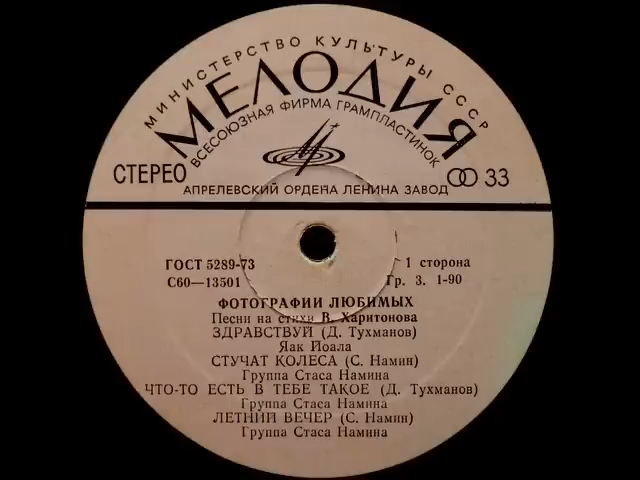 МИНИСТЕРСТВО КУЛЬТУРЫ СССР
МЕЛОДИЯ
ВСЕСОЮЗНАЯ ФИРМА ГРАМПЛАСТИНОК
СТЕРЕО
33
АПРЕЛЕВСКИЙ ОРДЕНА ЛЕНИНА ЗАВОД
ГОСТ 5289-73
1 сторона
С60—13501
Гр. 3. 1-90
ФОТОГРАФИИ ЛЮБИМЫХ
Песни на стихи В. Харитонова
ЗДРАВСТВУЙ (Д. Тухманов)
Яак Йоала
СТУЧАТ КОЛЕСА (С. Намин)
Группа Стаса Намина
ЧТО-ТО ЕСТЬ В ТЕБЕ ТАКОЕ (Д. Тухманов)
Группа Стаса Намина
ЛЕТНИЙ ВЕЧЕР (С. Намин)
Группа Стаса Намина